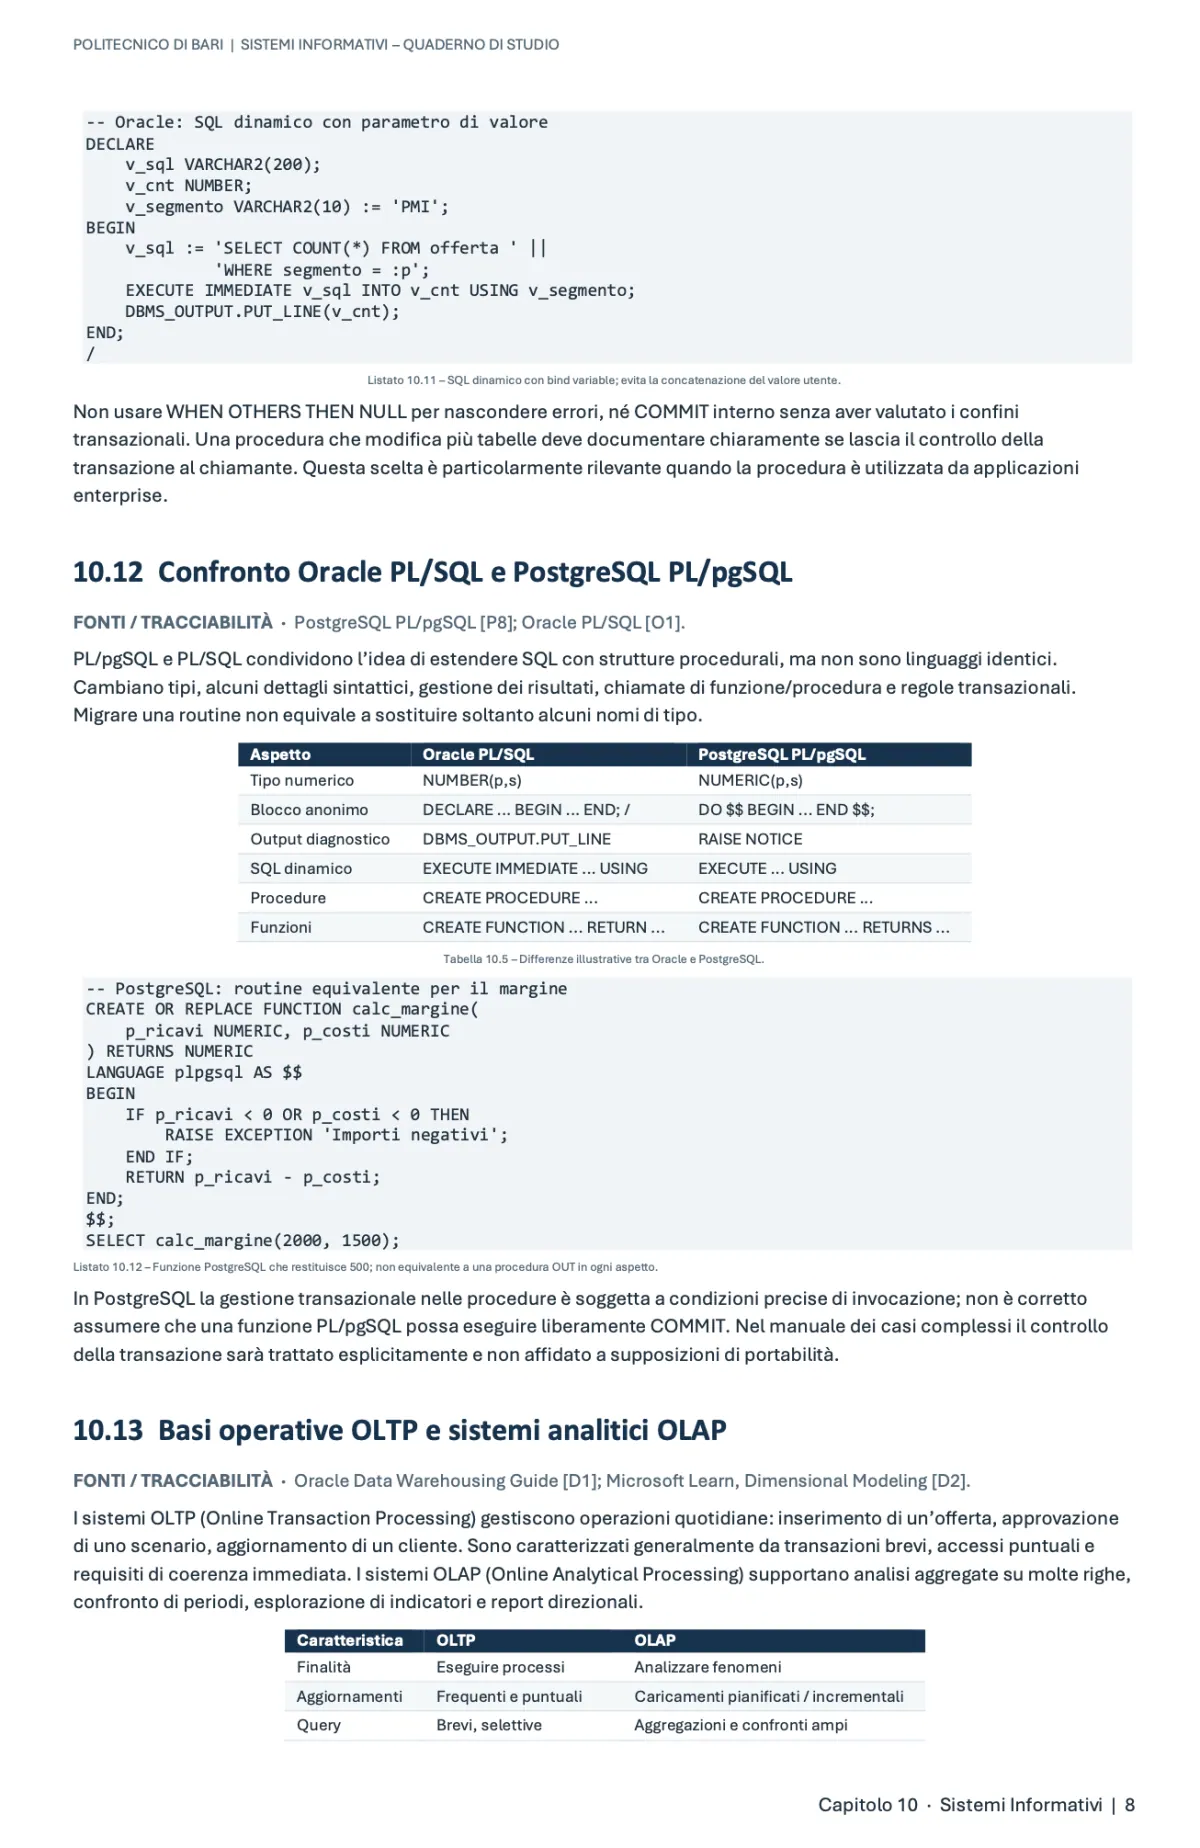 POLITECNICO DI BARI | SISTEMI INFORMATIVI – QUADERNO DI STUDIO
-- Oracle: SQL dinamico con parametro di valore
DECLARE
    v_sql VARCHAR2(200);
    v_cnt NUMBER;
    v_segmento VARCHAR2(10) := 'PMI';
BEGIN
    v_sql := 'SELECT COUNT(*) FROM offerta ' ||
             'WHERE segmento = :p';
    EXECUTE IMMEDIATE v_sql INTO v_cnt USING v_segmento;
    DBMS_OUTPUT.PUT_LINE(v_cnt);
END;
/
Listato 10.11 – SQL dinamico con bind variable; evita la concatenazione del valore utente.
Non usare WHEN OTHERS THEN NULL per nascondere errori, né COMMIT interno senza aver valutato i confini
transazionali. Una procedura che modifica più tabelle deve documentare chiaramente se lascia il controllo della
transazione al chiamante. Questa scelta è particolarmente rilevante quando la procedura è utilizzata da applicazioni
enterprise.
10.12 Confronto Oracle PL/SQL e PostgreSQL PL/pgSQL
FONTI / TRACCIABILITÀ · PostgreSQL PL/pgSQL [P8]; Oracle PL/SQL [O1].
PL/pgSQL e PL/SQL condividono l’idea di estendere SQL con strutture procedurali, ma non sono linguaggi identici.
Cambiano tipi, alcuni dettagli sintattici, gestione dei risultati, chiamate di funzione/procedura e regole transazionali.
Migrare una routine non equivale a sostituire soltanto alcuni nomi di tipo.
Aspetto Oracle PL/SQL PostgreSQL PL/pgSQL
Tipo numerico NUMBER(p,s) NUMERIC(p,s)
Blocco anonimo DECLARE ... BEGIN ... END; / DO $$ BEGIN ... END $$;
Output diagnostico DBMS_OUTPUT.PUT_LINE RAISE NOTICE
SQL dinamico EXECUTE IMMEDIATE ... USING EXECUTE ... USING
Procedure CREATE PROCEDURE ... CREATE PROCEDURE ...
Funzioni CREATE FUNCTION ... RETURN ... CREATE FUNCTION ... RETURNS ...
Tabella 10.5 – Differenze illustrative tra Oracle e PostgreSQL.
-- PostgreSQL: routine equivalente per il margine
CREATE OR REPLACE FUNCTION calc_margine(
    p_ricavi NUMERIC, p_costi NUMERIC
) RETURNS NUMERIC
LANGUAGE plpgsql AS $$
BEGIN
    IF p_ricavi < 0 OR p_costi < 0 THEN
        RAISE EXCEPTION 'Importi negativi';
    END IF;
    RETURN p_ricavi - p_costi;
END;
$$;
SELECT calc_margine(2000, 1500);
Listato 10.12 – Funzione PostgreSQL che restituisce 500; non equivalente a una procedura OUT in ogni aspetto.
In PostgreSQL la gestione transazionale nelle procedure è soggetta a condizioni precise di invocazione; non è corretto
assumere che una funzione PL/pgSQL possa eseguire liberamente COMMIT. Nel manuale dei casi complessi il controllo
della transazione sarà trattato esplicitamente e non affidato a supposizioni di portabilità.
10.13 Basi operative OLTP e sistemi analitici OLAP
FONTI / TRACCIABILITÀ · Oracle Data Warehousing Guide [D1]; Microsoft Learn, Dimensional Modeling [D2].
I sistemi OLTP (Online Transaction Processing) gestiscono operazioni quotidiane: inserimento di un’offerta, approvazione
di uno scenario, aggiornamento di un cliente. Sono caratterizzati generalmente da transazioni brevi, accessi puntuali e
requisiti di coerenza immediata. I sistemi OLAP (Online Analytical Processing) supportano analisi aggregate su molte righe,
confronto di periodi, esplorazione di indicatori e report direzionali.
Caratteristica OLTP OLAP
Finalità Eseguire processi Analizzare fenomeni
Aggiornamenti Frequenti e puntuali Caricamenti pianificati / incrementali
Query Brevi, selettive Aggregazioni e confronti ampi
Capitolo 10 · Sistemi Informativi | 8